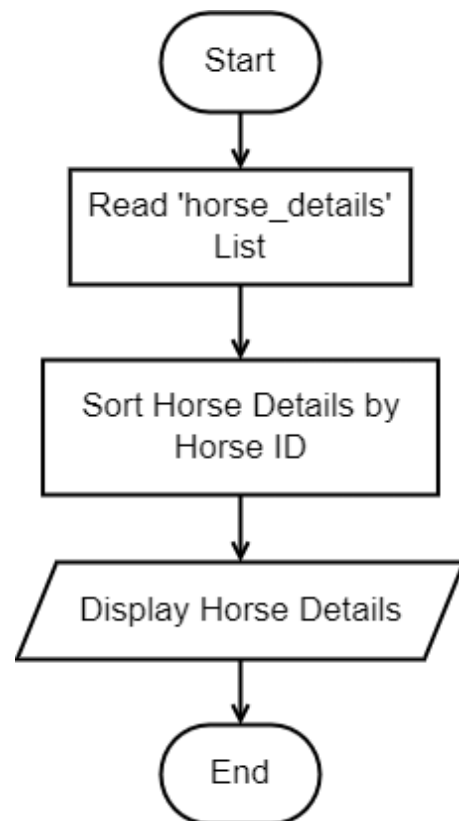 Start
Read 'horse_details'
List
Sort Horse Details by
Horse ID
Display Horse Details
End